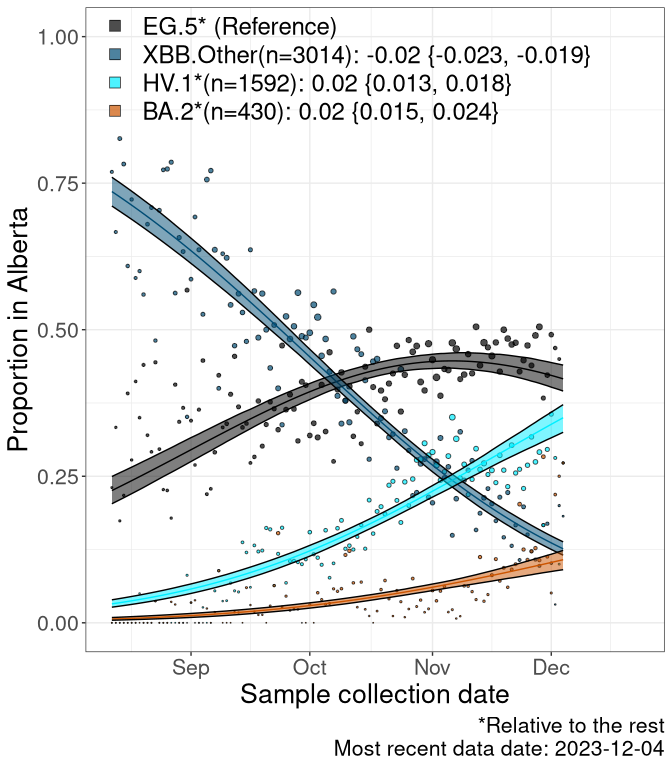 EG.5* (Reference)
XBB.Other(n=3014): -0.02 {-0.023, -0.019}
HV.1*(n=1592): 0.02 {0.013, 0.018}
BA.2*(n=430): 0.02 {0.015, 0.024}
1.00
0.75
0.50
0.25
0.00
Proportion in Alberta
Sep Oct Nov Dec
Sample collection date
*Relative to the rest
Most recent data date: 2023-12-04